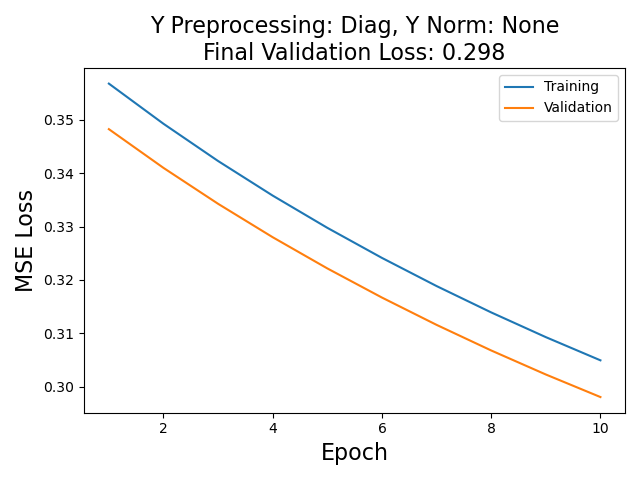 Y Preprocessing: Diag, Y Norm: None
Final Validation Loss: 0.298
Training
Validation
0.35
0.34
0.33
0.32
0.31
0.30
MSE Loss
2
4
6
8
10
Epoch